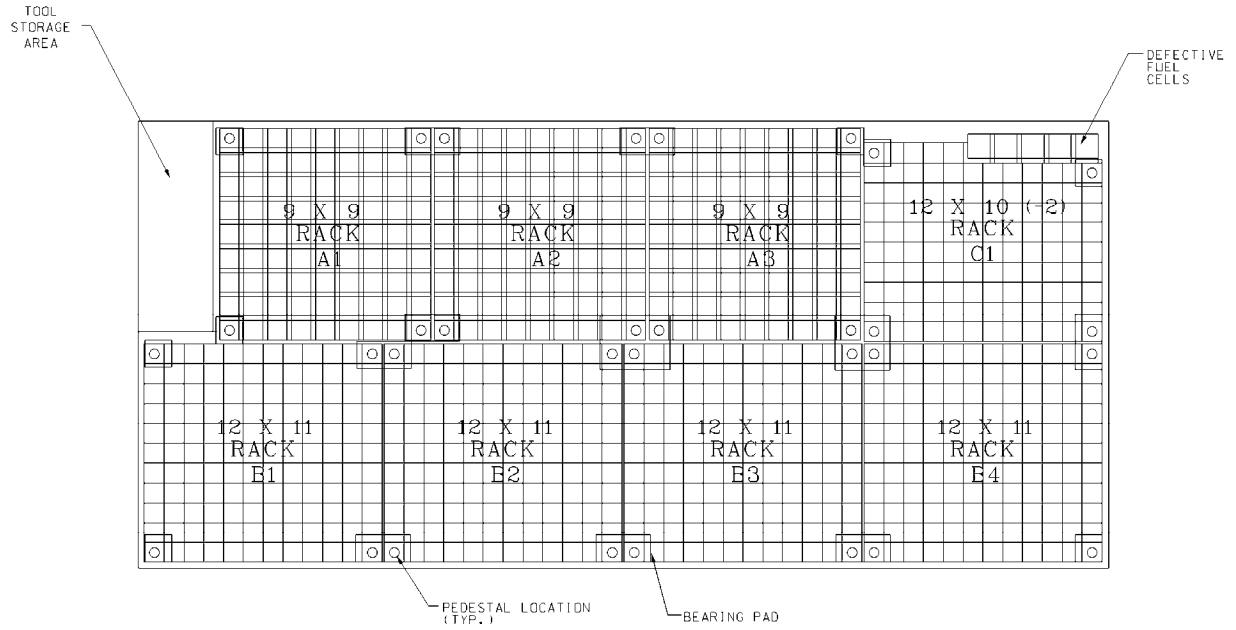 TOOL
STORAGE
AREA
DEFECTIVE
FUEL
CELLS
9 X 9
RACK
A1
9 X 9
RACK
A2
9 X 9
RACK
A3
12 X 10 (-2)
RACK
C1
12 X 11
RACK
B1
12 X 11
RACK
B2
12 X 11
RACK
B3
12 X 11
RACK
B4
PEDESTAL LOCATION
(TYP.)
BEARING PAD